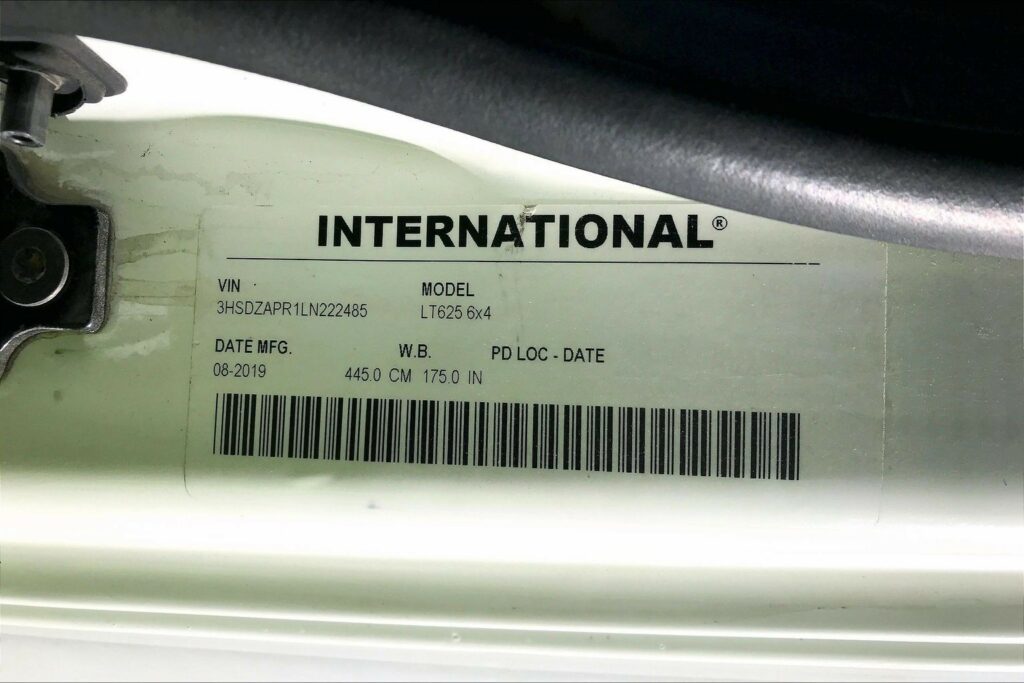 INTERNATIONAL®
VIN MODEL
3HSDZAPR1LN222485 LT625 6x4
DATE MFG. W.B. PD LOC - DATE
08-2019 445.0 CM 175.0 IN